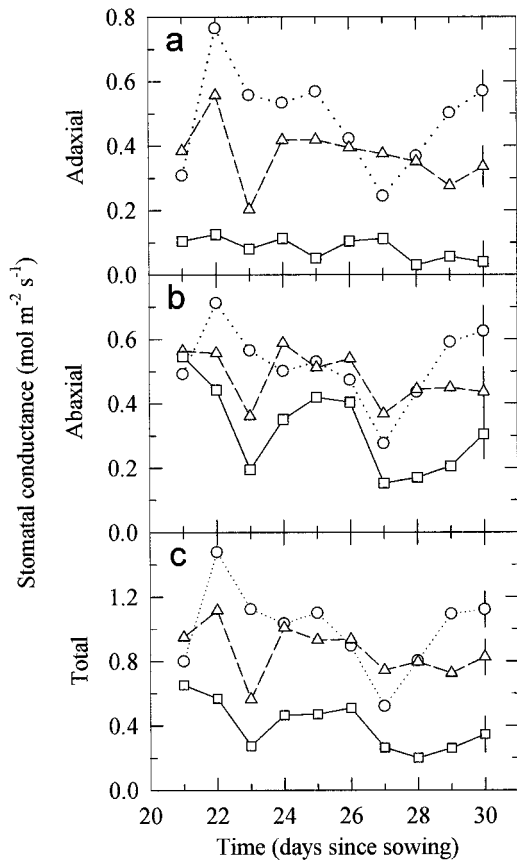 0.8
a
0.6
Adaxial
0.4
0.2
0.0
b
0.6
Abaxial
0.4
0.2
0.0
c
1.2
Total
0.8
0.4
0.0
Stomatal conductance (mol m⁻² s⁻¹)
20 22 24 26 28 30
Time (days since sowing)